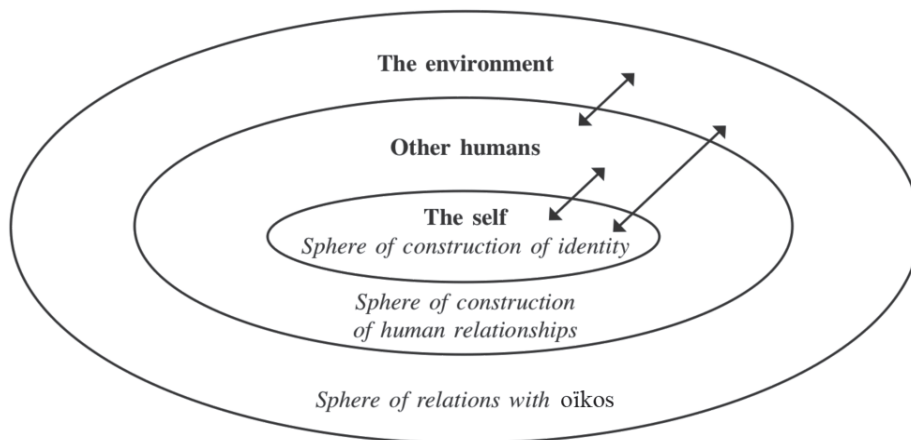 The environment
Other humans
The self
Sphere of construction of identity
Sphere of construction
of human relationships
Sphere of relations with oïkos